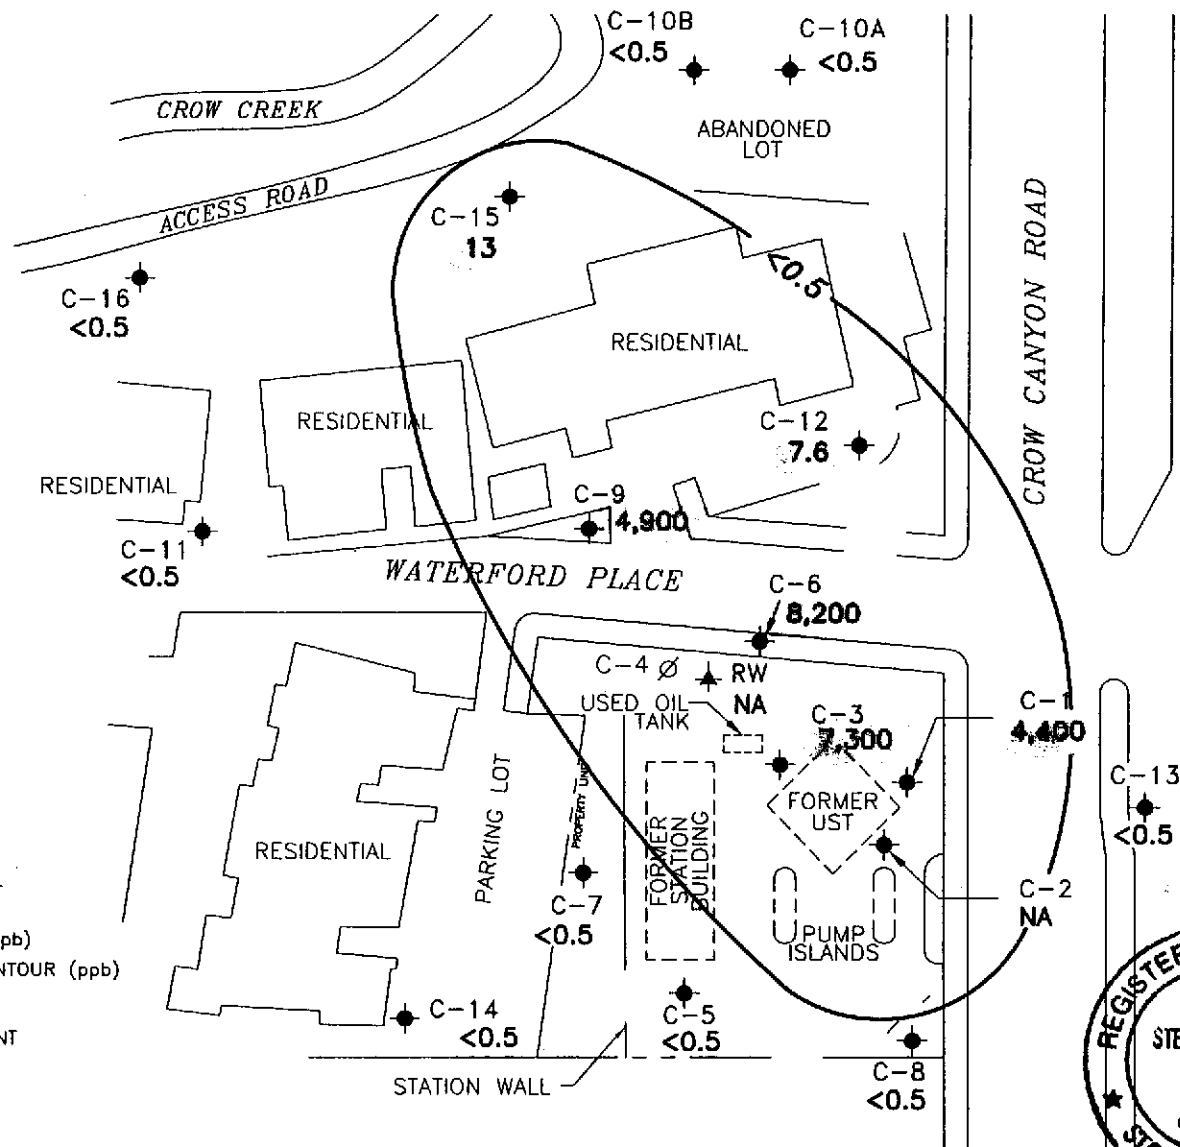 C-10B
<0.5
C-10A
<0.5
CROW CREEK
ABANDONED
LOT
ACCESS ROAD
C-15
13
CROW CANYON ROAD
<0.5
C-16
<0.5
RESIDENTIAL
RESIDENTIAL
C-12
7.6
RESIDENTIAL
C-9
4,900
C-11
<0.5
WATERFORD PLACE
C-6
8,200
C-4
RW
NA
USED OIL
TANK
C-3
7,300
C-1
4,400
C-13
<0.5
PROPERTY LINE
PARKING LOT
FORMER
UST
FORMER
STATION
BUILDING
RESIDENTIAL
C-2
NA
C-7
<0.5
PUMP
ISLANDS
pb)
NTOUR (ppb)
C-14
<0.5
C-5
<0.5
NT
STATION WALL
C-8
<0.5
REGISTER
STE